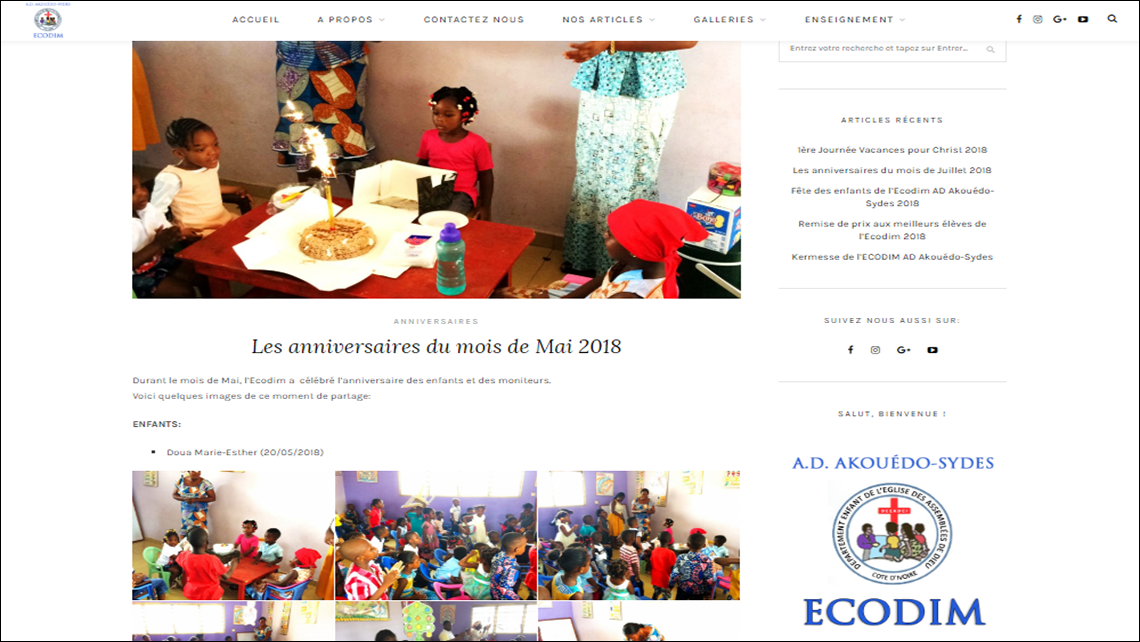 A.D. AKOUÉDO-SYDES
ECODIM
ACCUEIL
A PROPOS
CONTACTEZ NOUS
NOS ARTICLES
GALLERIES
ENSEIGNEMENT
Entrez votre recherche et tapez sur Entrer...
ARTICLES RÉCENTS
1ère Journée Vacances pour Christ 2018
Les anniversaires du mois de Juillet 2018
Fête des enfants de l'Ecodim AD Akouédo-
Sydes 2018
Remise de prix aux meilleurs élèves de
l'Ecodim 2018
Kermesse de l'ECODIM AD Akouédo-Sydes
ANNIVERSAIRES
Les anniversaires du mois de Mai 2018
Durant le mois de Mai, l'Ecodim a célébré l'anniversaire des enfants et des moniteurs.
Voici quelques images de ce moment de partage:
ENFANTS:
Doua Marie-Esther (20/05/2018)
SUIVEZ NOUS AUSSI SUR:
SALUT, BIENVENUE !
A.D. AKOUÉDO-SYDES
DEPARTEMENT ENFANT DE L'EGLISE DES ASSEMBLEES DE DIEU
COTE D'IVOIRE
ECODIM